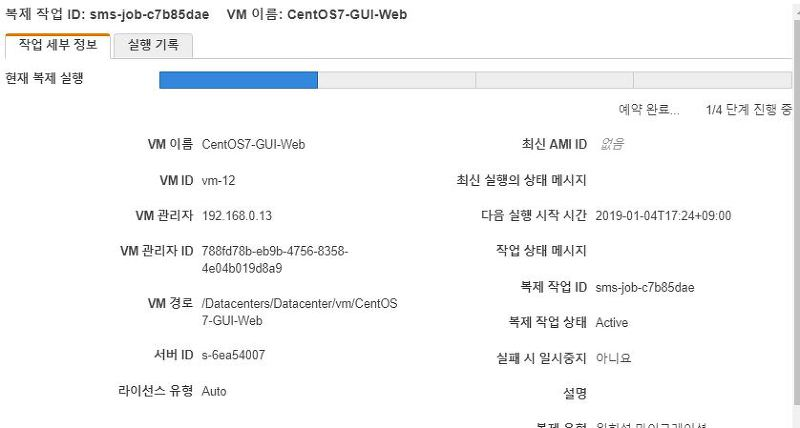 복제 작업 ID: sms-job-c7b85dae VM 이름: CentOS7-GUI-Web
작업 세부 정보 실행 기록
현재 복제 실행
예약 완료... 1/4 단계 진행 중
VM 이름 CentOS7-GUI-Web
최신 AMI ID 없음
VM ID vm-12
최신 실행의 상태 메시지
VM 관리자 192.168.0.13
다음 실행 시작 시간 2019-01-04T17:24+09:00
VM 관리자 ID 788fd78b-eb9b-4756-8358-
4e04b019d8a9
작업 상태 메시지
복제 작업 ID sms-job-c7b85dae
VM 경로 /Datacenters/Datacenter/vm/CentOS
7-GUI-Web
복제 작업 상태 Active
서버 ID s-6ea54007
실패 시 일시중지 아니요
라이선스 유형 Auto
설명
복제 유형